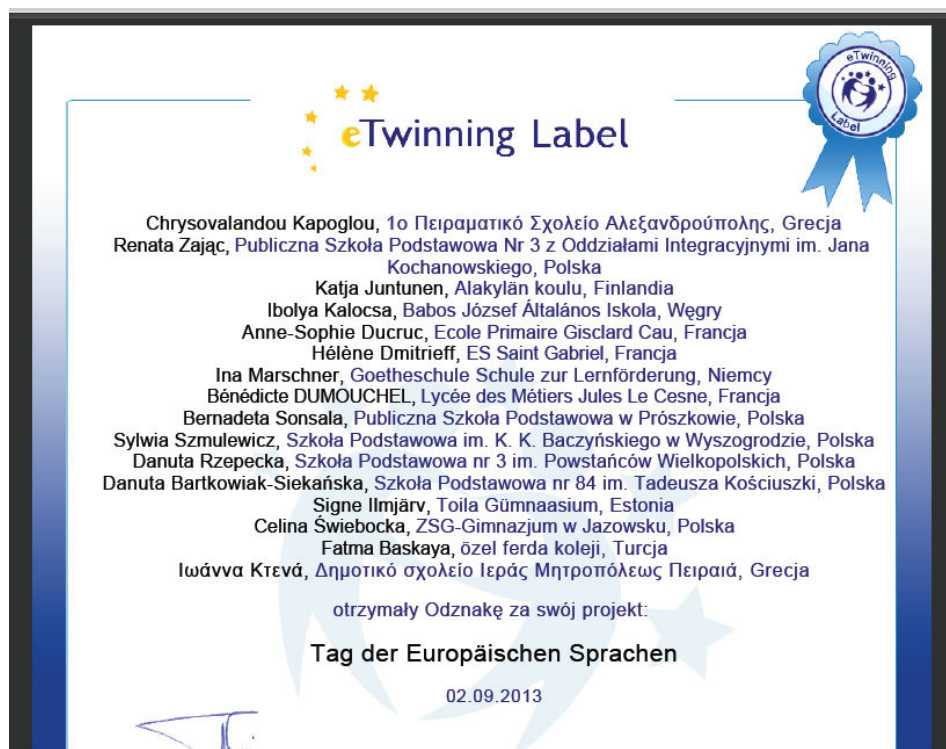 eTwinning Label
eTwinning
Label
Chrysovalandou Kapoglou, 1ο Πειραματικό Σχολείο Αλεξανδρούπολης, Grecja
Renata Zając, Publiczna Szkoła Podstawowa Nr 3 z Oddziałami Integracyjnymi im. Jana
Kochanowskiego, Polska
Katja Juntunen, Alakylän koulu, Finlandia
Ibolya Kalocsa, Babos József Általános Iskola, Węgry
Anne-Sophie Ducruc, Ecole Primaire Gisclard Cau, Francja
Hélène Dmitrieff, ES Saint Gabriel, Francja
Ina Marschner, Goetheschule Schule zur Lernförderung, Niemcy
Bénédicte DUMOUCHEL, Lycée des Métiers Jules Le Cesne, Francja
Bernadeta Sonsala, Publiczna Szkoła Podstawowa w Prószkowie, Polska
Sylwia Szmulewicz, Szkoła Podstawowa im. K. K. Baczyńskiego w Wyszogrodzie, Polska
Danuta Rzepecka, Szkoła Podstawowa nr 3 im. Powstańców Wielkopolskich, Polska
Danuta Bartkowiak-Siekańska, Szkoła Podstawowa nr 84 im. Tadeusza Kościuszki, Polska
Signe Ilmjärv, Toila Gümnaasium, Estonia
Celina Świebocka, ZSG-Gimnazjum w Jazowsku, Polska
Fatma Baskaya, özel ferda koleji, Turcja
Ιωάννα Κτενά, Δημοτικό σχολείο Ιεράς Μητροπόλεως Πειραιά, Grecja
otrzymały Odznakę za swój projekt:
Tag der Europäischen Sprachen
02.09.2013